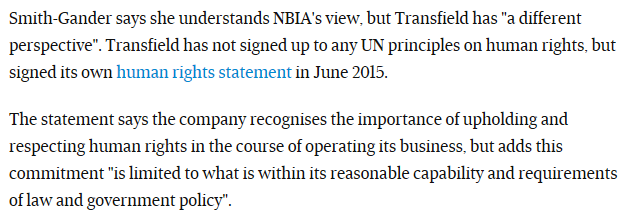 Smith-Gander says she understands NBIA's view, but Transfield has "a different
perspective". Transfield has not signed up to any UN principles on human rights, but
signed its own human rights statement in June 2015.
The statement says the company recognises the importance of upholding and
respecting human rights in the course of operating its business, but adds this
commitment "is limited to what is within its reasonable capability and requirements
of law and government policy".